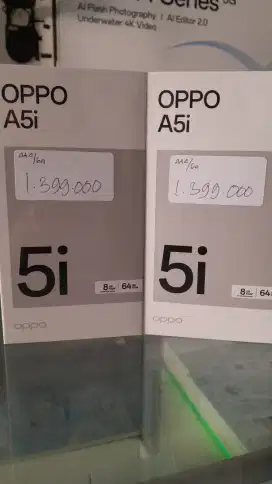 AI Flash Photography | AI Editor 2.0
Underwater 4K Video
OPPO
A5i
1.399.000
5i
8 64
oppo
OPPO
A5i
1.399.000
5i
8 64
oppo